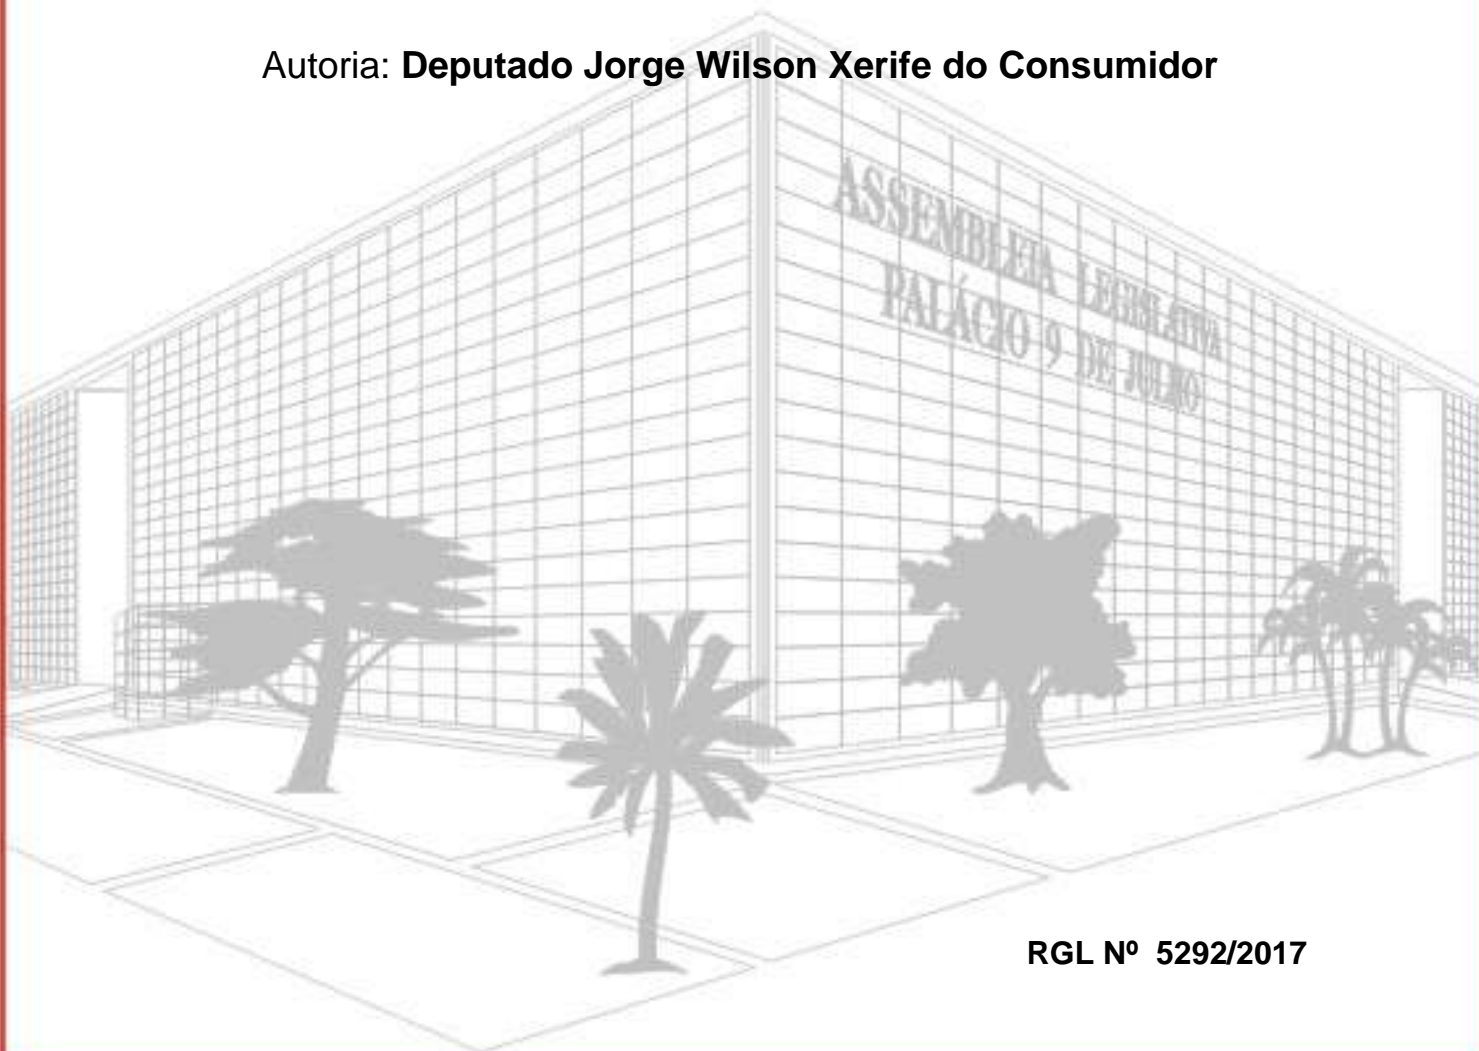 Autoria: Deputado Jorge Wilson Xerife do Consumidor
ASSEMBLEIA LEGISLATIVA
PALÁCIO 9 DE JULHO
RGL Nº 5292/2017